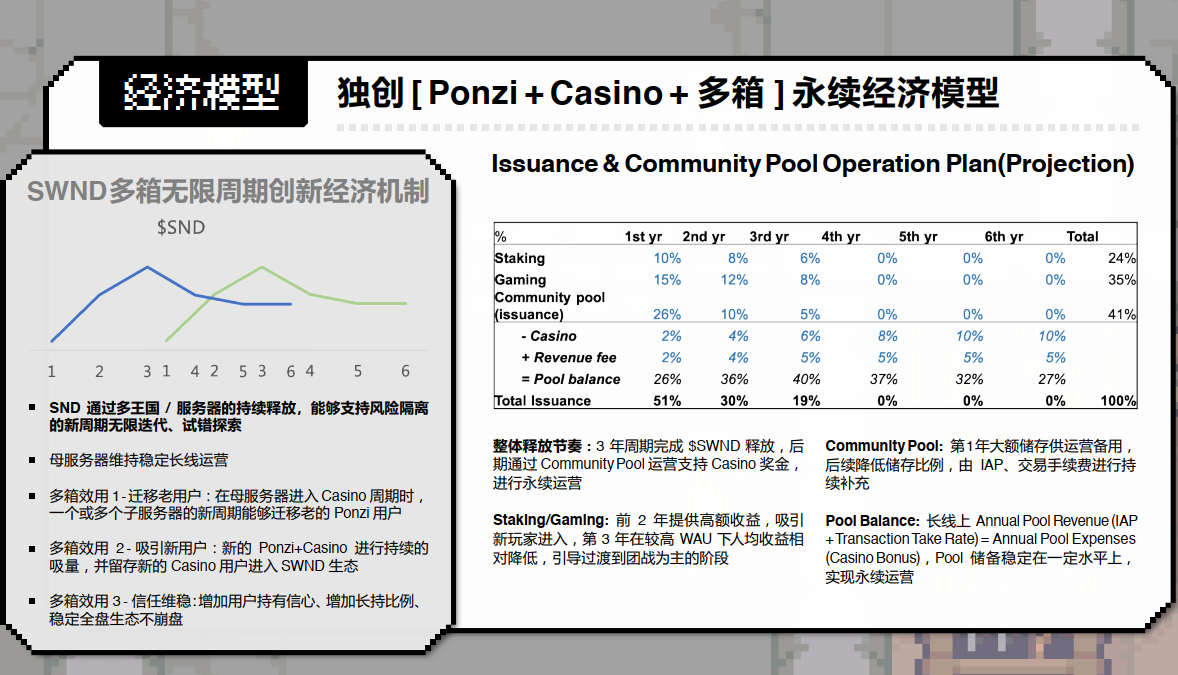 经济模型
独创 [ Ponzi + Casino + 多箱 ] 永续经济模型
SWND多箱无限周期创新经济机制
$SND
1 2 3 1 4 2 5 3 6 4 5 6
▪ SND 通过多王国 / 服务器的持续释放，能够支持风险隔离
的新周期无限迭代、试错探索
▪ 母服务器维持稳定长线运营
▪ 多箱效用 1 - 迁移老用户：在母服务器进入 Casino 周期时，
一个或多个子服务器的新周期能够迁移老的 Ponzi 用户
▪ 多箱效用 2 - 吸引新用户：新的 Ponzi+Casino 进行持续的
吸量，并留存新的 Casino 用户进入 SWND 生态
▪ 多箱效用 3 - 信任维稳：增加用户持有信心、增加长持比例、
稳定全盘生态不崩盘
Issuance & Community Pool Operation Plan(Projection)
% 1st yr 2nd yr 3rd yr 4th yr 5th yr 6th yr Total
Staking 10% 8% 6% 0% 0% 0% 24%
Gaming 15% 12% 8% 0% 0% 0% 35%
Community pool
(issuance) 26% 10% 5% 0% 0% 0% 41%
- Casino 2% 4% 6% 8% 10% 10%
+ Revenue fee 2% 4% 5% 5% 5% 5%
= Pool balance 26% 36% 40% 37% 32% 27%
Total Issuance 51% 30% 19% 0% 0% 0% 100%
整体释放节奏：3 年周期完成 $SWND 释放，后
期通过 Community Pool 运营支持 Casino 奖金，
进行永续运营
Staking/Gaming: 前 2 年提供高额收益，吸引
新玩家进入，第 3 年在较高 WAU 下人均收益相
对降低，引导过渡到团战为主的阶段
Community Pool: 第1年大额储存供运营备用，
后续降低储存比例，由 IAP、交易手续费进行持
续补充
Pool Balance: 长线上 Annual Pool Revenue (IAP
+Transaction Take Rate) = Annual Pool Expenses
(Casino Bonus)，Pool 储备稳定在一定水平上，
实现永续运营